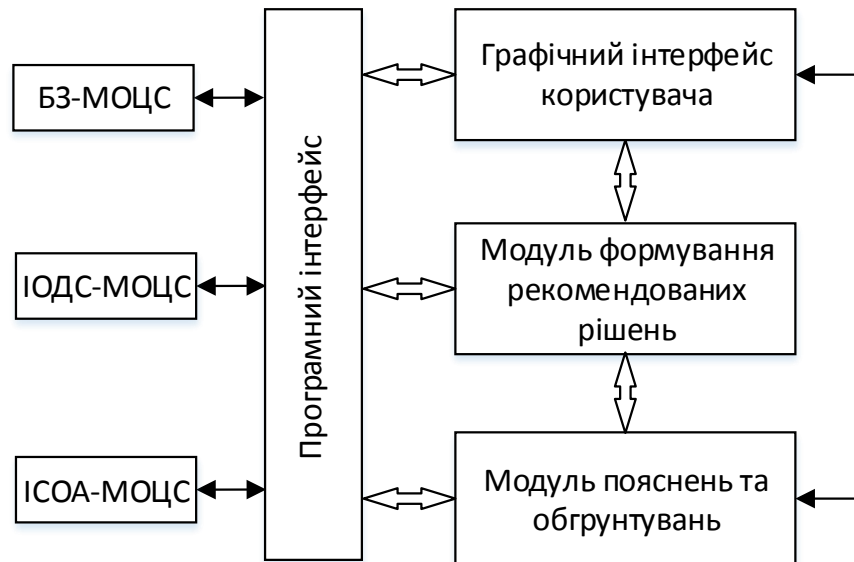 БЗ-МОЦС
ІОДС-МОЦС
ІСОА-МОЦС
Програмний інтерфейс
Графічний інтерфейс
користувача
Модуль формування
рекомендованих
рішень
Модуль пояснень та
обгрунтувань